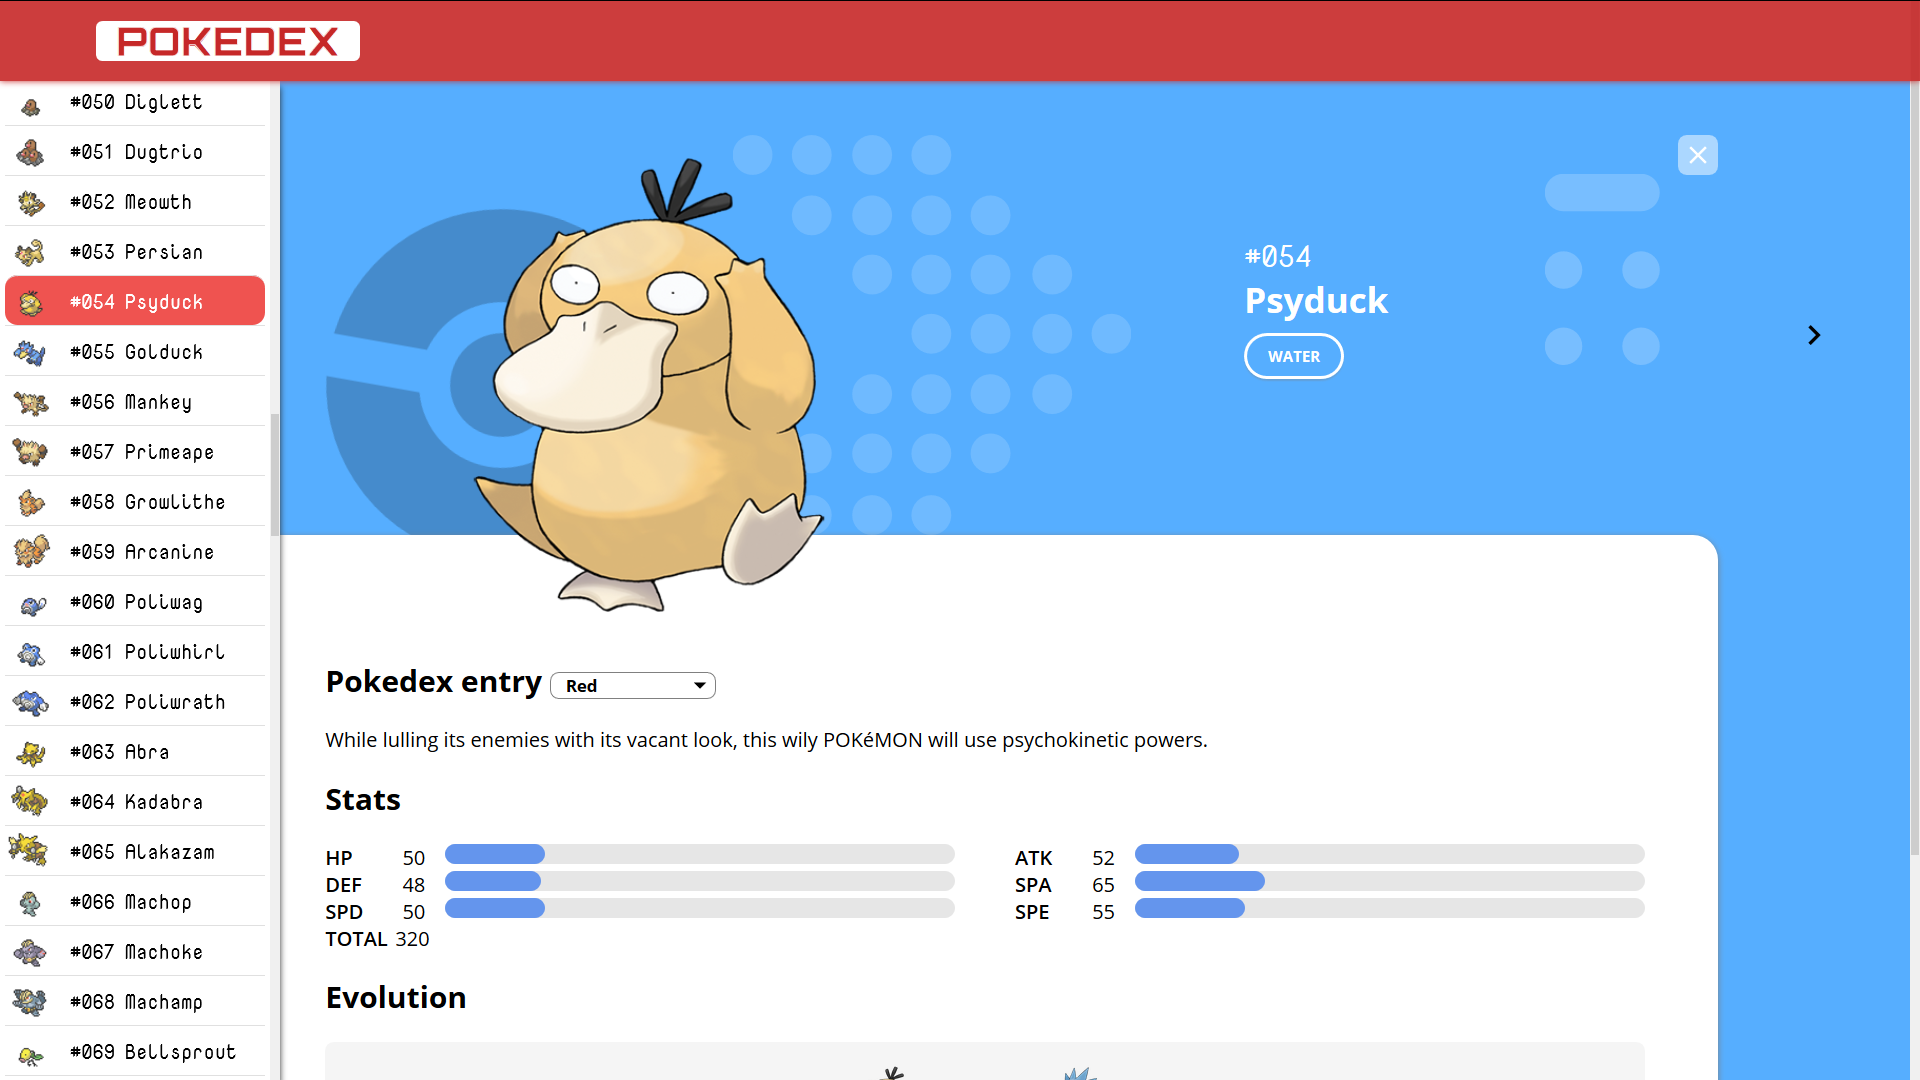 POKEDEX
#050 Diglett
#051 Dugtrio
#052 Meowth
#053 Persian
#054 Psyduck
#055 Golduck
#056 Mankey
#057 Primeape
#058 Growlithe
#059 Arcanine
#060 Poliwag
#061 Poliwhirl
#062 Poliwrath
#063 Abra
#064 Kadabra
#065 Alakazam
#066 Machop
#067 Machoke
#068 Machamp
#069 Bellsprout
#054
Psyduck
WATER
Pokedex entry Red
While lulling its enemies with its vacant look, this wily POKéMON will use psychokinetic powers.
Stats
HP 50 ATK 52
DEF 48 SPA 65
SPD 50 SPE 55
TOTAL 320
Evolution